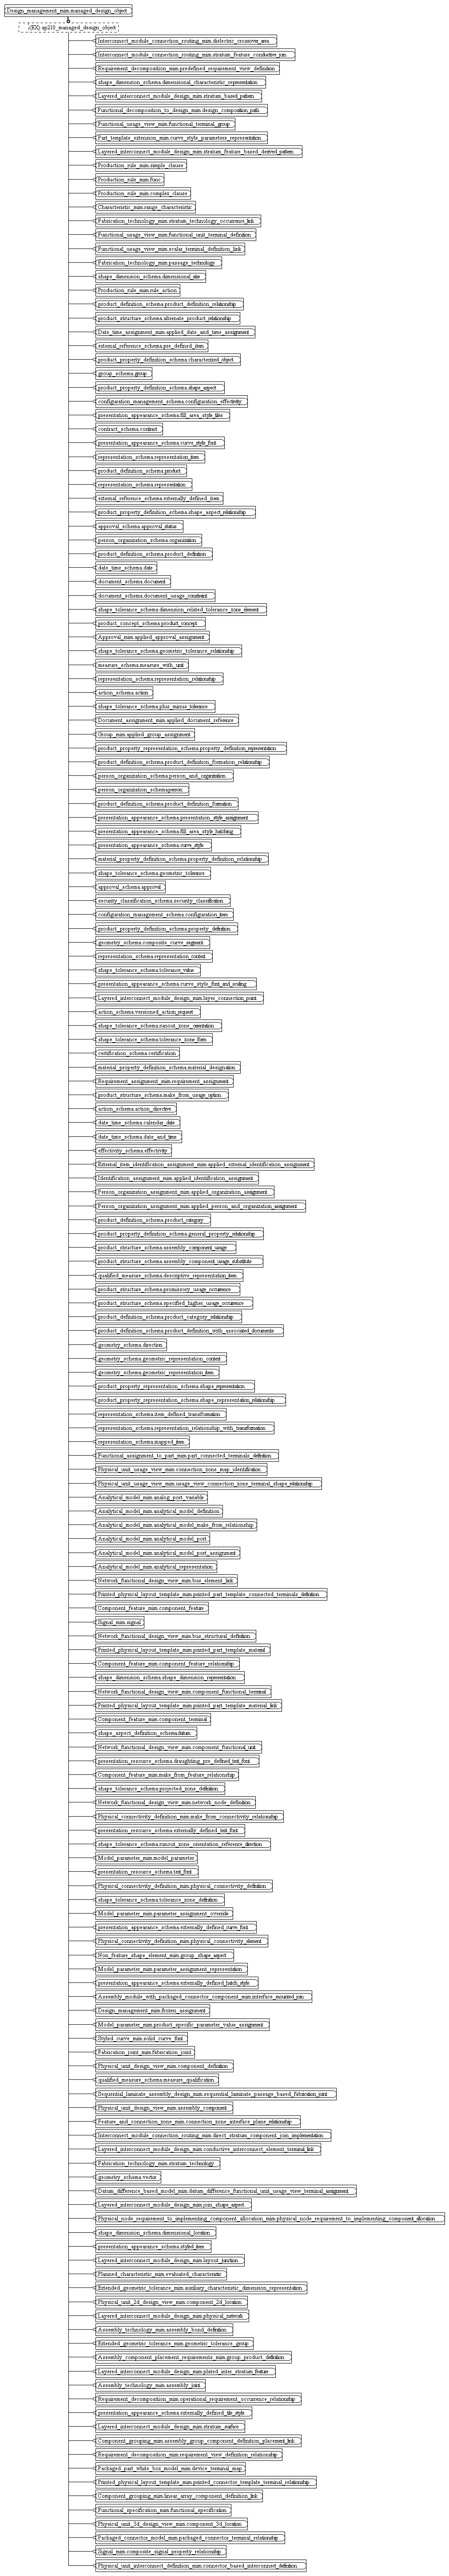 Design_management_mim.managed_design_object
(EX) ap210_managed_design_object
Interconnect_module_connection_routing_mim.dielectric_crossover_area
Interconnect_module_connection_routing_mim.stratum_feature_conductive_join
Requirement_decomposition_mim.predefined_requirement_view_definition
shape_dimension_schema.dimensional_characteristic_representation
Layered_interconnect_module_design_mim.stratum_based_pattern
Functional_decomposition_to_design_mim.design_composition_path
Functional_usage_view_mim.functional_terminal_group
Part_template_extension_mim.curve_style_parameters_representation
Layered_interconnect_module_design_mim.stratum_feature_based_derived_pattern
Production_rule_mim.simple_clause
Production_rule_mim.func
Production_rule_mim.complex_clause
Characteristic_mim.range_characteristic
Fabrication_technology_mim.stratum_technology_occurrence_link
Functional_usage_view_mim.functional_unit_terminal_definition
Functional_usage_view_mim.scalar_terminal_definition_link
Fabrication_technology_mim.passage_technology
shape_dimension_schema.dimensional_size
Production_rule_mim.rule_action
product_definition_schema.product_definition_relationship
product_structure_schema.alternate_product_relationship
Date_time_assignment_mim.applied_date_and_time_assignment
external_reference_schema.pre_defined_item
product_property_definition_schema.characterized_object
group_schema.group
product_property_definition_schema.shape_aspect
configuration_management_schema.configuration_effectivity
presentation_appearance_schema.fill_area_style_tiles
contract_schema.contract
presentation_appearance_schema.curve_style_font
representation_schema.representation_item
product_definition_schema.product
representation_schema.representation
external_reference_schema.externally_defined_item
product_property_definition_schema.shape_aspect_relationship
approval_schema.approval_status
person_organization_schema.organization
product_definition_schema.product_definition
date_time_schema.date
document_schema.document
document_schema.document_usage_constraint
shape_tolerance_schema.dimension_related_tolerance_zone_element
product_concept_schema.product_concept
Approval_mim.applied_approval_assignment
shape_tolerance_schema.geometric_tolerance_relationship
measure_schema.measure_with_unit
representation_schema.representation_relationship
action_schema.action
shape_tolerance_schema.plus_minus_tolerance
Document_assignment_mim.applied_document_reference
Group_mim.applied_group_assignment
product_property_representation_schema.property_definition_representation
product_definition_schema.product_definition_formation_relationship
person_organization_schema.person_and_organization
person_organization_schema.person
product_definition_schema.product_definition_formation
presentation_appearance_schema.presentation_style_assignment
presentation_appearance_schema.fill_area_style_hatching
presentation_appearance_schema.curve_style
material_property_definition_schema.property_definition_relationship
shape_tolerance_schema.geometric_tolerance
approval_schema.approval
security_classification_schema.security_classification
configuration_management_schema.configuration_item
product_property_definition_schema.property_definition
geometry_schema.composite_curve_segment
representation_schema.representation_context
shape_tolerance_schema.tolerance_value
presentation_appearance_schema.curve_style_font_and_scaling
Layered_interconnect_module_design_mim.layer_connection_point
action_schema.versioned_action_request
shape_tolerance_schema.runout_zone_orientation
shape_tolerance_schema.tolerance_zone_form
certification_schema.certification
material_property_definition_schema.material_designation
Requirement_assignment_mim.requirement_assignment
product_structure_schema.make_from_usage_option
action_schema.action_directive
date_time_schema.calendar_date
date_time_schema.date_and_time
effectivity_schema.effectivity
External_item_identification_assignment_mim.applied_external_identification_assignment
Identification_assignment_mim.applied_identification_assignment
Person_organization_assignment_mim.applied_organization_assignment
Person_organization_assignment_mim.applied_person_and_organization_assignment
product_definition_schema.product_category
product_property_definition_schema.general_property_relationship
product_structure_schema.assembly_component_usage
product_structure_schema.assembly_component_usage_substitute
qualified_measure_schema.descriptive_representation_item
product_structure_schema.promissory_usage_occurrence
product_structure_schema.specified_higher_usage_occurrence
product_definition_schema.product_category_relationship
product_definition_schema.product_definition_with_associated_documents
geometry_schema.direction
geometry_schema.geometric_representation_context
geometry_schema.geometric_representation_item
product_property_representation_schema.shape_representation
product_property_representation_schema.shape_representation_relationship
representation_schema.item_defined_transformation
representation_schema.representation_relationship_with_transformation
representation_schema.mapped_item
Functional_assignment_to_part_mim.part_connected_terminals_definition
Physical_unit_usage_view_mim.connection_zone_map_identification
Physical_unit_usage_view_mim.usage_view_connection_zone_terminal_shape_relationship
Analytical_model_mim.analog_port_variable
Analytical_model_mim.analytical_model_definition
Analytical_model_mim.analytical_model_make_from_relationship
Analytical_model_mim.analytical_model_port
Analytical_model_mim.analytical_model_port_assignment
Analytical_model_mim.analytical_representation
Network_functional_design_view_mim.bus_element_link
Printed_physical_layout_template_mim.printed_part_template_connected_terminals_definition
Component_feature_mim.component_feature
Signal_mim.signal
Network_functional_design_view_mim.bus_structural_definition
Printed_physical_layout_template_mim.printed_part_template_material
Component_feature_mim.component_feature_relationship
shape_dimension_schema.shape_dimension_representation
Network_functional_design_view_mim.component_functional_terminal
Printed_physical_layout_template_mim.printed_part_template_material_link
Component_feature_mim.component_terminal
shape_aspect_definition_schema.datum
Network_functional_design_view_mim.component_functional_unit
presentation_resource_schema.draughting_pre_defined_text_font
Component_feature_mim.make_from_feature_relationship
shape_tolerance_schema.projected_zone_definition
Network_functional_design_view_mim.network_node_definition
Physical_connectivity_definition_mim.make_from_connectivity_relationship
presentation_resource_schema.externally_defined_text_font
shape_tolerance_schema.runout_zone_orientation_reference_direction
Model_parameter_mim.model_parameter
presentation_resource_schema.text_font
Physical_connectivity_definition_mim.physical_connectivity_definition
shape_tolerance_schema.tolerance_zone_definition
Model_parameter_mim.parameter_assignment_override
presentation_appearance_schema.externally_defined_curve_font
Physical_connectivity_definition_mim.physical_connectivity_element
Non_feature_shape_element_mim.group_shape_aspect
Model_parameter_mim.parameter_assignment_representation
presentation_appearance_schema.externally_defined_hatch_style
Assembly_module_with_packaged_connector_component_mim.interface_mounted_join
Design_management_mim.frozen_assignment
Model_parameter_mim.product_specific_parameter_value_assignment
Styled_curve_mim.solid_curve_font
Fabrication_joint_mim.fabrication_joint
Physical_unit_design_view_mim.component_definition
qualified_measure_schema.measure_qualification
Sequential_laminate_assembly_design_mim.sequential_laminate_passage_based_fabrication_joint
Physical_unit_design_view_mim.assembly_component
Feature_and_connection_zone_mim.connection_zone_interface_plane_relationship
Interconnect_module_connection_routing_mim.direct_stratum_component_join_implementation
Layered_interconnect_module_design_mim.conductive_interconnect_element_terminal_link
Fabrication_technology_mim.stratum_technology
geometry_schema.vector
Datum_difference_based_model_mim.datum_difference_functional_unit_usage_view_terminal_assignment
Layered_interconnect_module_design_mim.join_shape_aspect
Physical_node_requirement_to_implementing_component_allocation_mim.physical_node_requirement_to_implementing_component_allocation
shape_dimension_schema.dimensional_location
presentation_appearance_schema.styled_item
Layered_interconnect_module_design_mim.layout_junction
Planned_characteristic_mim.evaluated_characteristic
Extended_geometric_tolerance_mim.auxiliary_characteristic_dimension_representation
Physical_unit_2d_design_view_mim.component_2d_location
Layered_interconnect_module_design_mim.physical_network
Assembly_technology_mim.assembly_bond_definition
Extended_geometric_tolerance_mim.geometric_tolerance_group
Assembly_component_placement_requirements_mim.group_product_definition
Layered_interconnect_module_design_mim.plated_inter_stratum_feature
Assembly_technology_mim.assembly_joint
Requirement_decomposition_mim.operational_requirement_occurrence_relationship
presentation_appearance_schema.externally_defined_tile_style
Layered_interconnect_module_design_mim.stratum_surface
Component_grouping_mim.assembly_group_component_definition_placement_link
Requirement_decomposition_mim.requirement_view_definition_relationship
Packaged_part_white_box_model_mim.device_terminal_map
Printed_physical_layout_template_mim.printed_connector_template_terminal_relationship
Component_grouping_mim.linear_array_component_definition_link
Functional_specification_mim.functional_specification
Physical_unit_3d_design_view_mim.component_3d_location
Packaged_connector_model_mim.packaged_connector_terminal_relationship
Signal_mim.composite_signal_property_relationship
Physical_unit_interconnect_definition_mim.connector_based_interconnect_definition